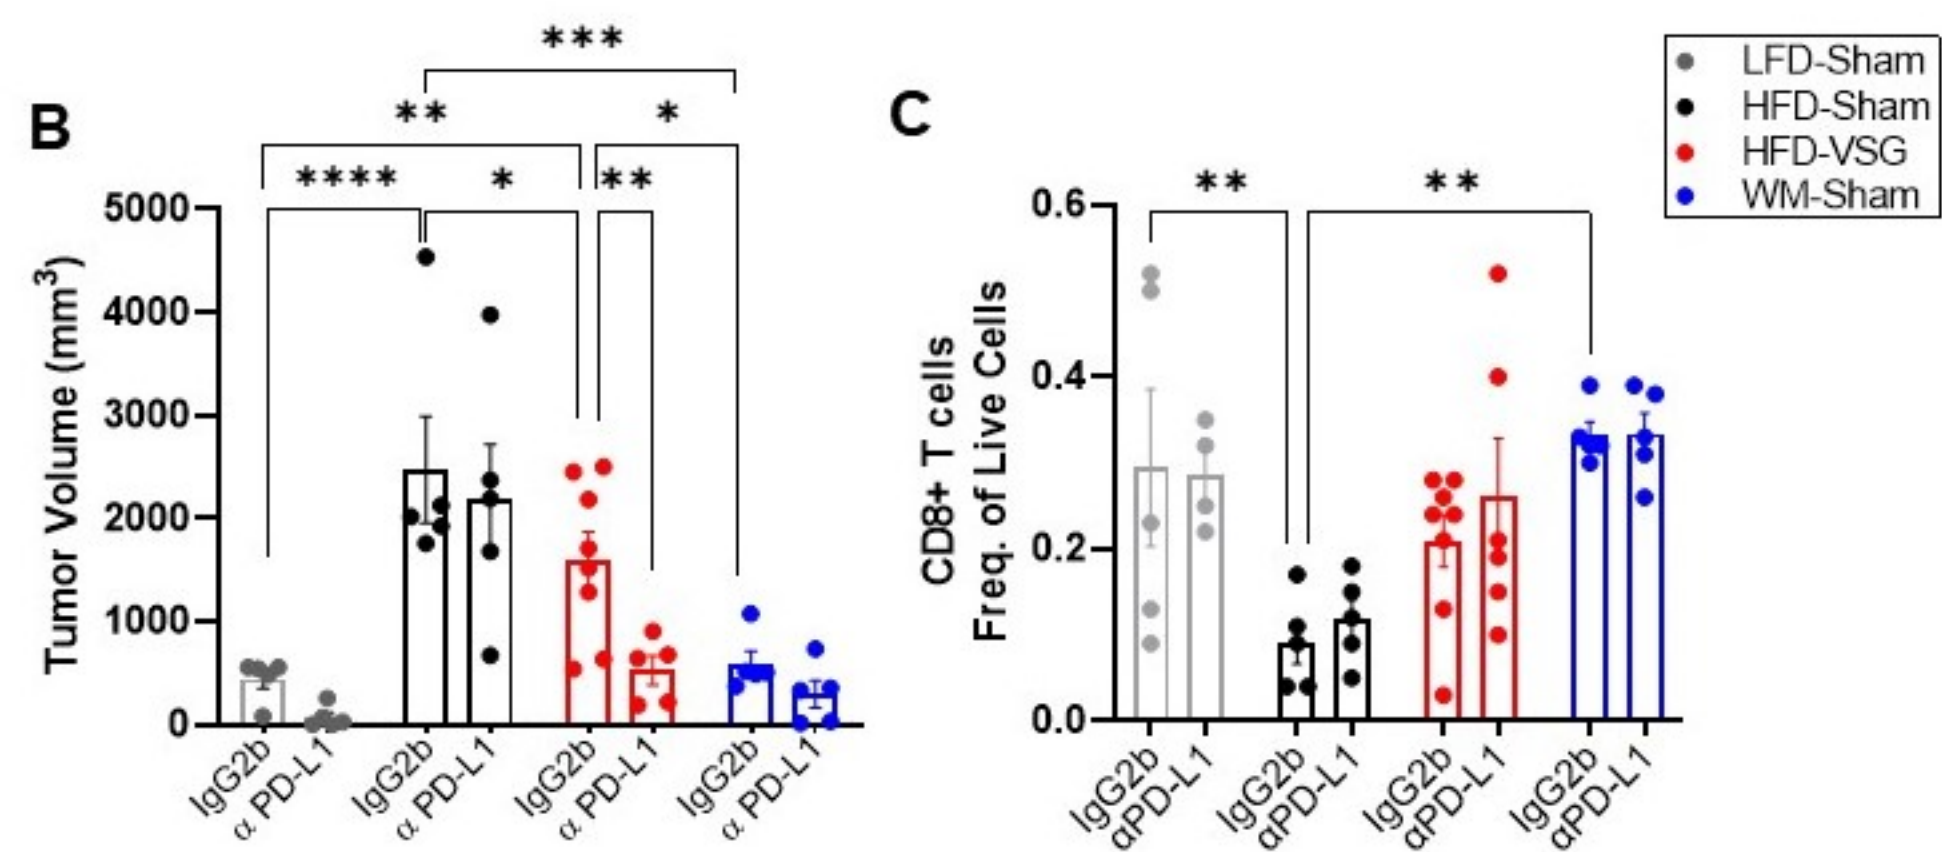 B
***
**
*
****
*
**
Tumor Volume (mm³)
5000
4000
3000
2000
1000
0
IgG2b
α PD-L1
IgG2b
α PD-L1
IgG2b
α PD-L1
IgG2b
α PD-L1
C
**
**
CD8+ T cells
Freq. of Live Cells
0.6
0.4
0.2
0.0
IgG2b
αPD-L1
IgG2b
αPD-L1
IgG2b
αPD-L1
IgG2b
αPD-L1
LFD-Sham
HFD-Sham
HFD-VSG
WM-Sham